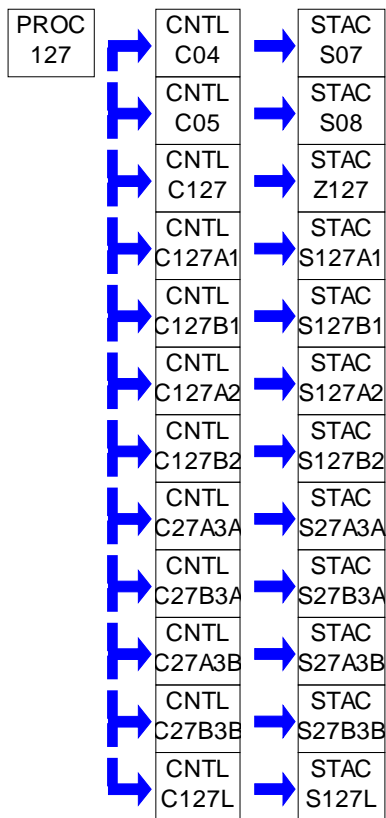 PROC
127
CNTL
C04
STAC
S07
CNTL
C05
STAC
S08
CNTL
C127
STAC
Z127
CNTL
C127A1
STAC
S127A1
CNTL
C127B1
STAC
S127B1
CNTL
C127A2
STAC
S127A2
CNTL
C127B2
STAC
S127B2
CNTL
C27A3A
STAC
S27A3A
CNTL
C27B3A
STAC
S27B3A
CNTL
C27A3B
STAC
S27A3B
CNTL
C27B3B
STAC
S27B3B
CNTL
C127L
STAC
S127L